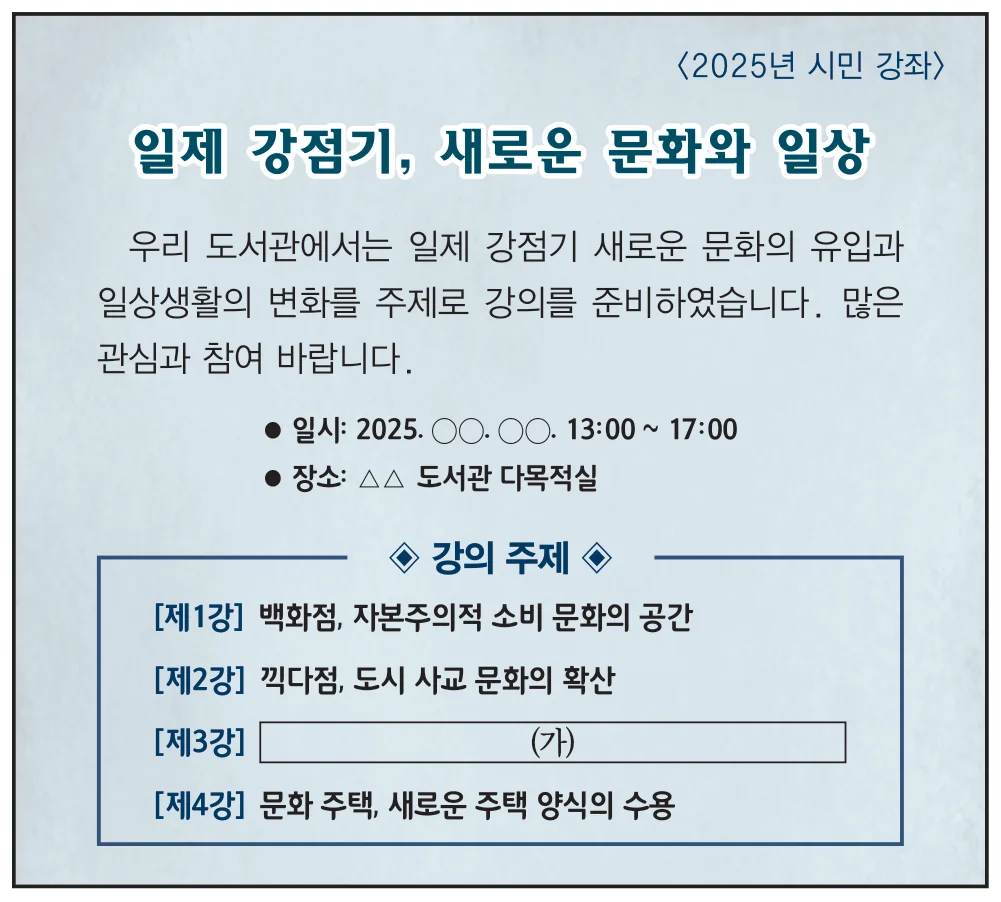 〈2025년 시민 강좌〉
일제 강점기, 새로운 문화와 일상
우리 도서관에서는 일제 강점기 새로운 문화의 유입과
일상생활의 변화를 주제로 강의를 준비하였습니다. 많은
관심과 참여 바랍니다.
● 일시: 2025. ○○. ○○. 13:00 ~ 17:00
● 장소: △△ 도서관 다목적실
◈ 강의 주제 ◈
[제1강] 백화점, 자본주의적 소비 문화의 공간
[제2강] 끽다점, 도시 사교 문화의 확산
[제3강] (가)
[제4강] 문화 주택, 새로운 주택 양식의 수용